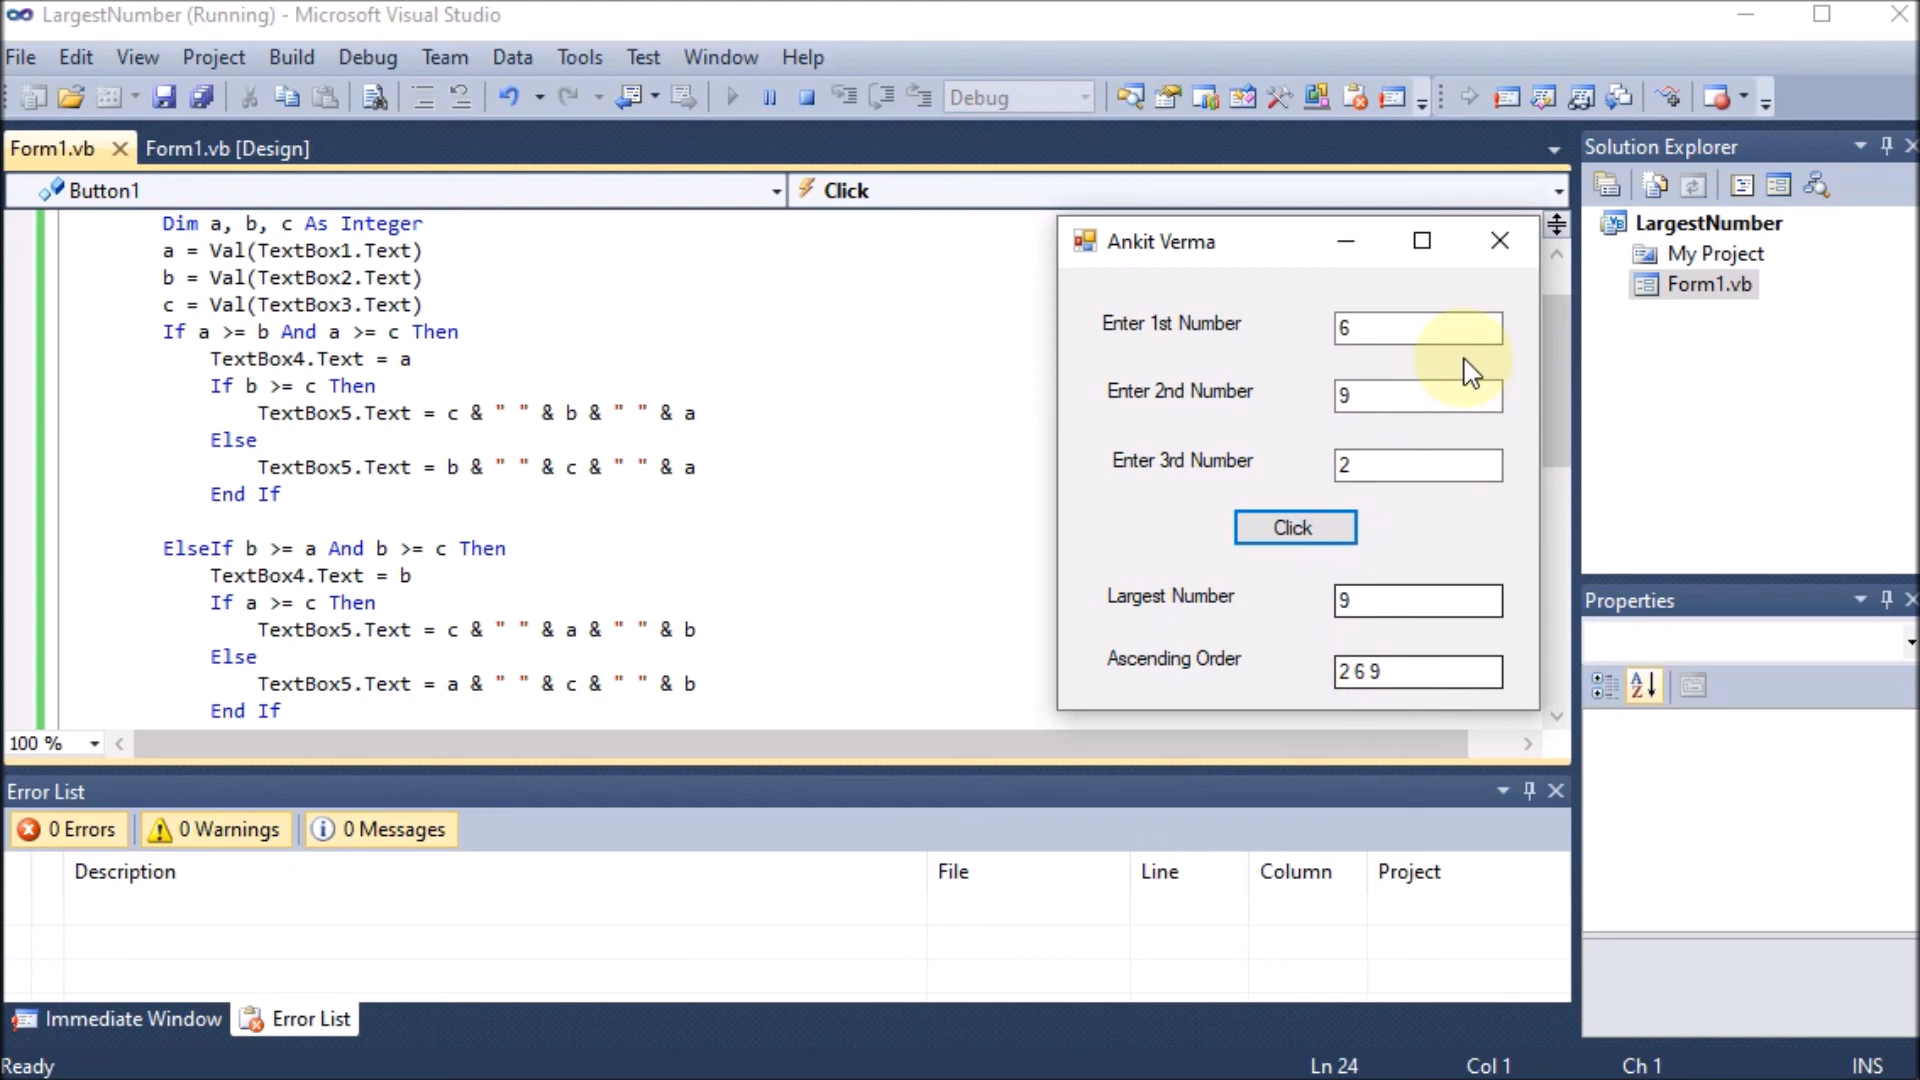 LargestNumber (Running) - Microsoft Visual Studio
File Edit View Project Build Debug Team Data Tools Test Window Help
Debug
Form1.vb Form1.vb [Design]
Button1 Click
Dim a, b, c As Integer
a = Val(TextBox1.Text)
b = Val(TextBox2.Text)
c = Val(TextBox3.Text)
If a >= b And a >= c Then
TextBox4.Text = a
If b >= c Then
TextBox5.Text = c & " " & b & " " & a
Else
TextBox5.Text = b & " " & c & " " & a
End If
ElseIf b >= a And b >= c Then
TextBox4.Text = b
If a >= c Then
TextBox5.Text = c & " " & a & " " & b
Else
TextBox5.Text = a & " " & c & " " & b
End If
100 %
Ankit Verma
Enter 1st Number 6
Enter 2nd Number 9
Enter 3rd Number 2
Click
Largest Number 9
Ascending Order 2 6 9
Solution Explorer
LargestNumber
My Project
Form1.vb
Properties
Error List
0 Errors 0 Warnings 0 Messages
Description File Line Column Project
Immediate Window Error List
Ready Ln 24 Col 1 Ch 1 INS